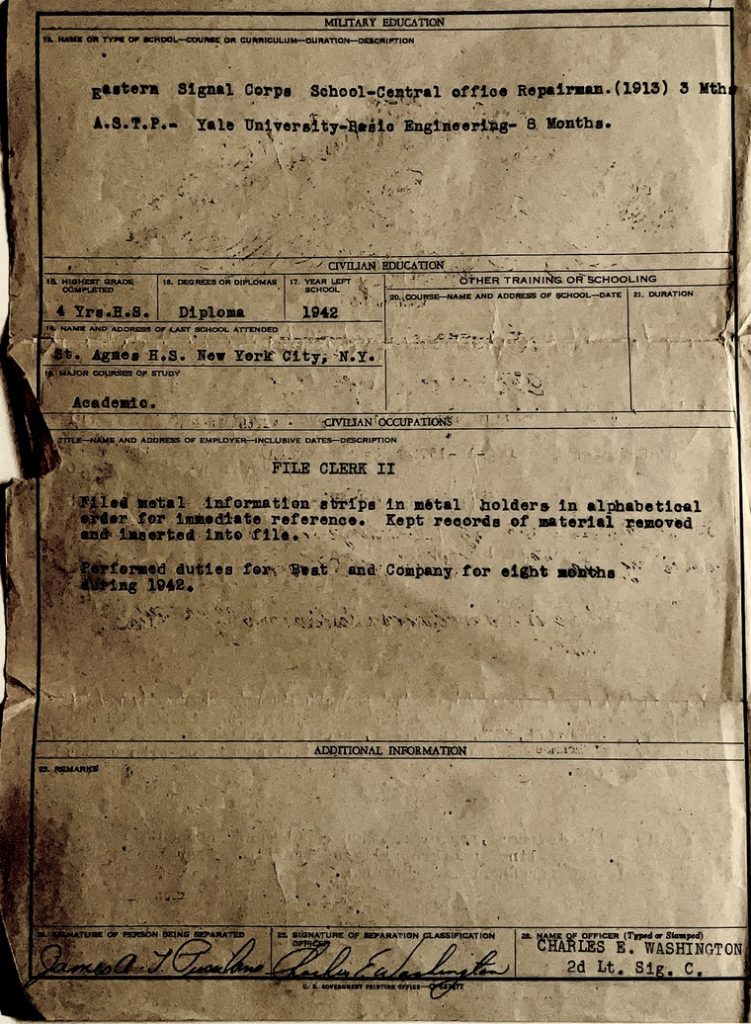 MILITARY EDUCATION
14. NAME OR TYPE OF SCHOOL—COURSE OR CURRICULUM—DURATION—DESCRIPTION
Eastern Signal Corps School-Central office Repairman.(1913) 3 Mths
A.S.T.P.- Yale University-Basic Engineering- 8 Months.
CIVILIAN EDUCATION
15. HIGHEST GRADE COMPLETED
4 Yrs.H.S.
16. DEGREES OR DIPLOMAS
Diploma
17. YEAR LEFT SCHOOL
1942
OTHER TRAINING OR SCHOOLING
20. COURSE—NAME AND ADDRESS OF SCHOOL—DATE
21. DURATION
18. NAME AND ADDRESS OF LAST SCHOOL ATTENDED
St. Agnes H.S. New York City, N.Y.
19. MAJOR COURSES OF STUDY
Academic.
CIVILIAN OCCUPATIONS
TITLE—NAME AND ADDRESS OF EMPLOYER—INCLUSIVE DATES—DESCRIPTION
FILE CLERK II
Filed metal information strips in metal holders in alphabetical
order for immediate reference. Kept records of material removed
and inserted into file.
Performed duties for and Company for eight months
during 1942.
ADDITIONAL INFORMATION
REMARKS
SIGNATURE OF PERSON BEING SEPARATED
James A. T.
25. SIGNATURE OF SEPARATION CLASSIFICATION
OFFICER
Charles E. Washington
26. NAME OF OFFICER (Typed or Stamped)
CHARLES E. WASHINGTON
2d Lt. Sig. C.
U. S. GOVERNMENT PRINTING OFFICE